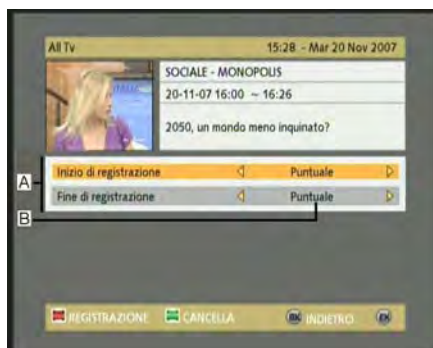 All Tv 15:28 - Mar 20 Nov 2007
SOCIALE - MONOPOLIS
20-11-07 16:00 ~ 16:26
2050, un mondo meno inquinato?
A
Inizio di registrazione Puntuale
Fine di registrazione Puntuale
B
REGISTRAZIONE CANCELLA OK INDIETRO